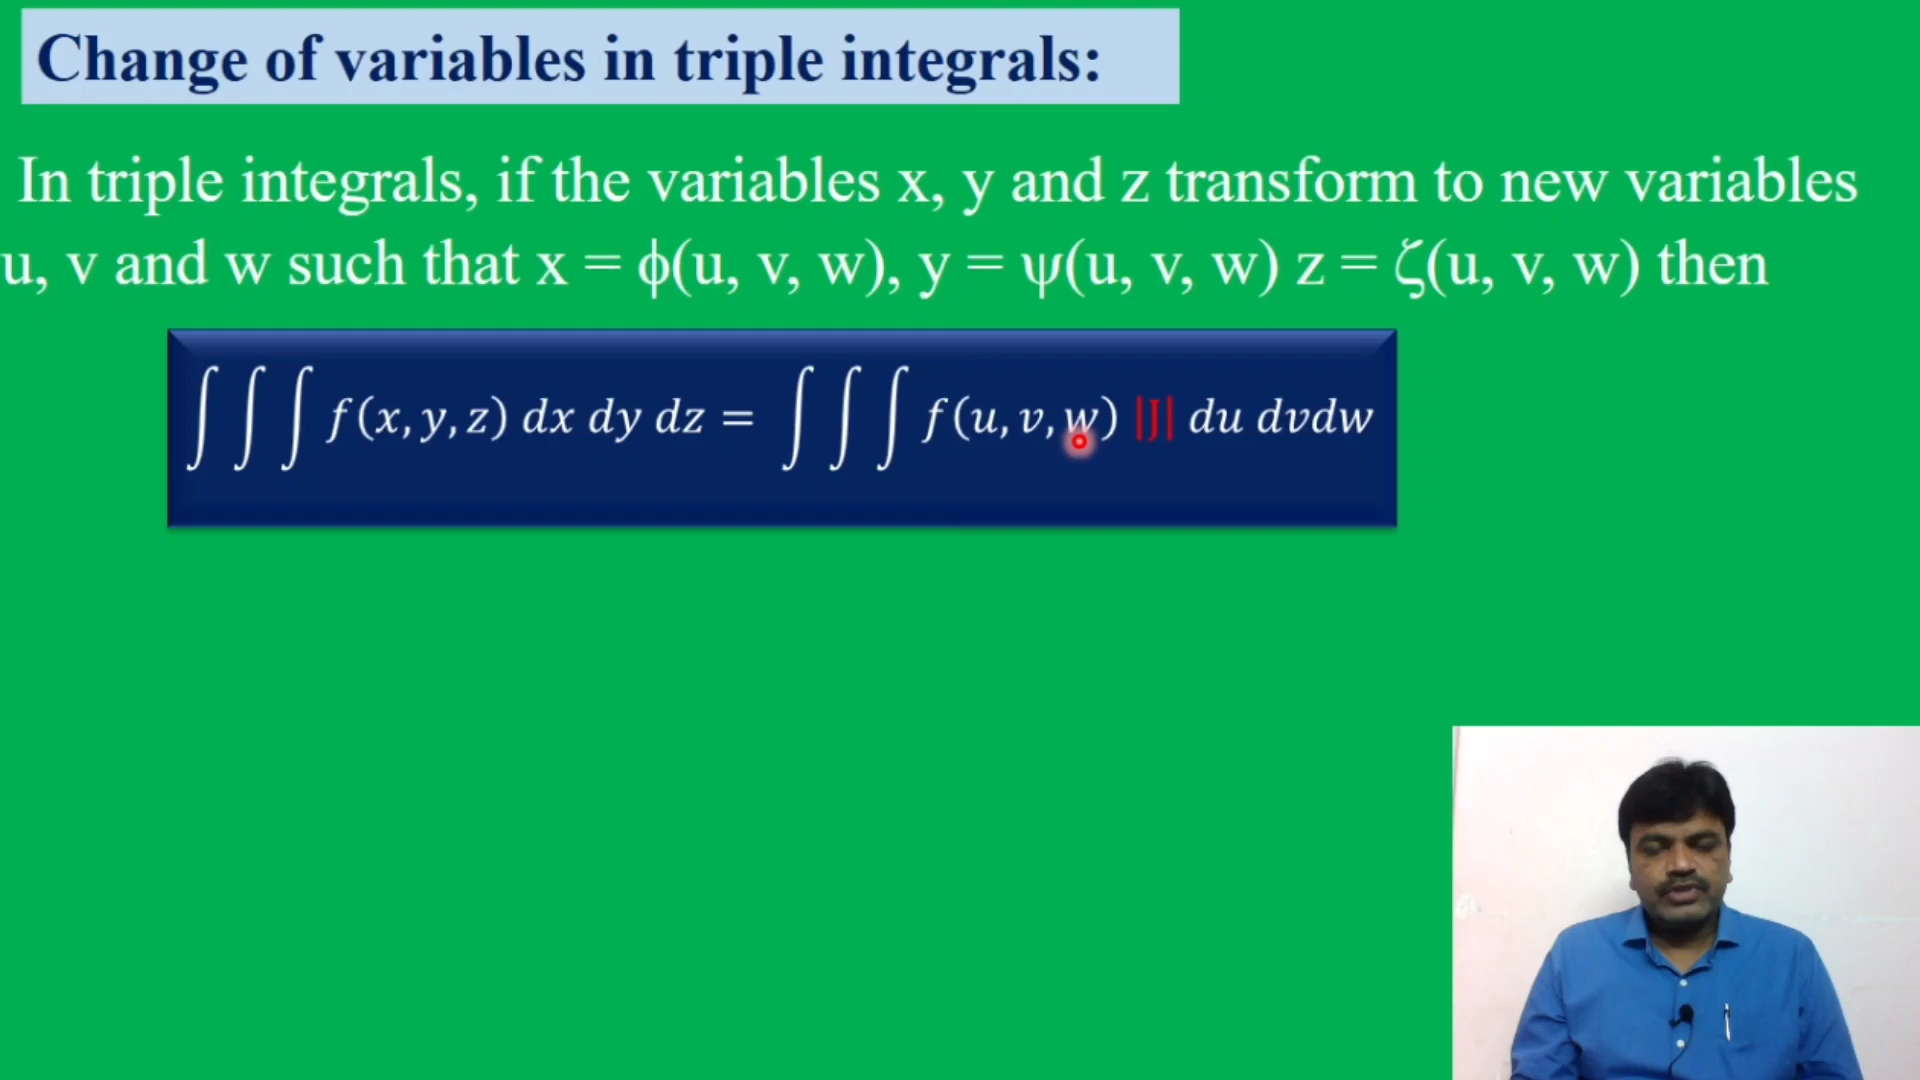 Change of variables in triple integrals:
In triple integrals, if the variables x, y and z transform to new variables
u, v and w such that x = ϕ(u, v, w), y = ψ(u, v, w) z = ζ(u, v, w) then
∫ ∫ ∫ f(x, y, z) dx dy dz = ∫ ∫ ∫ f(u, v, w) |J| du dvdw